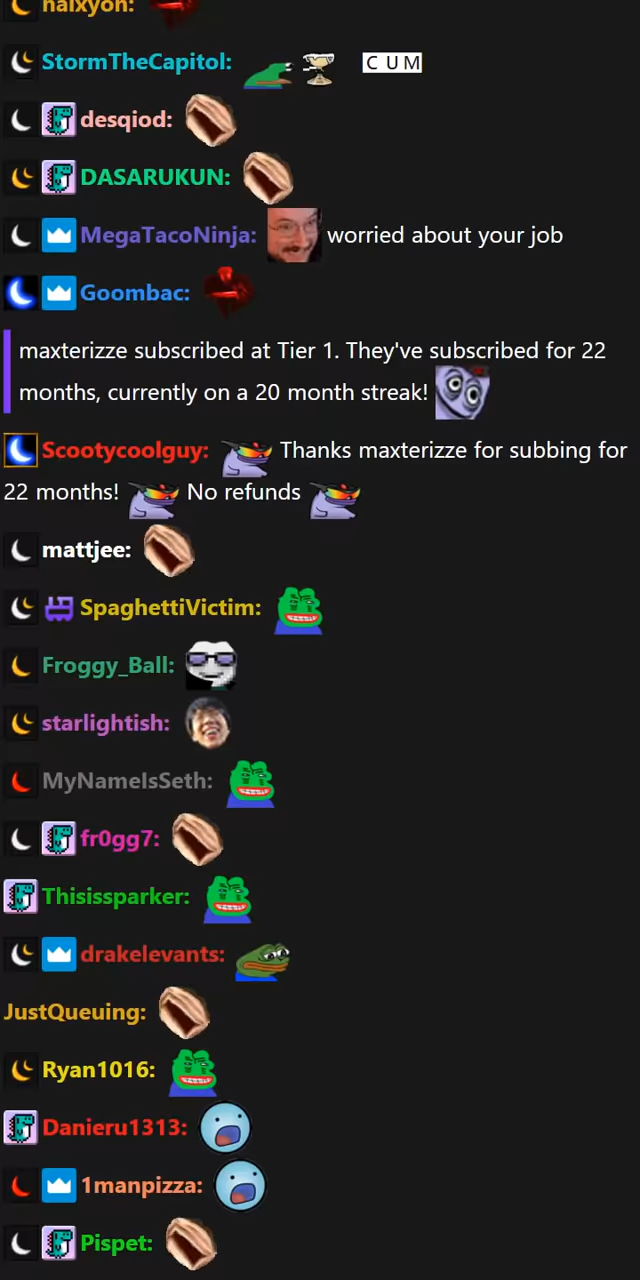 halxyon:
StormTheCapitol: CUM
desqiod:
DASARUKUN:
MegaTacoNinja: worried about your job
Goombac:
maxterizze subscribed at Tier 1. They've subscribed for 22
months, currently on a 20 month streak!
Scootycoolguy: Thanks maxterizze for subbing for
22 months! No refunds
mattjee:
SpaghettiVictim:
Froggy_Ball:
starlightish:
MyNameIsSeth:
fr0gg7:
Thisissparker:
drakelevants:
JustQueuing:
Ryan1016:
Danieru1313:
1manpizza:
Pispet: